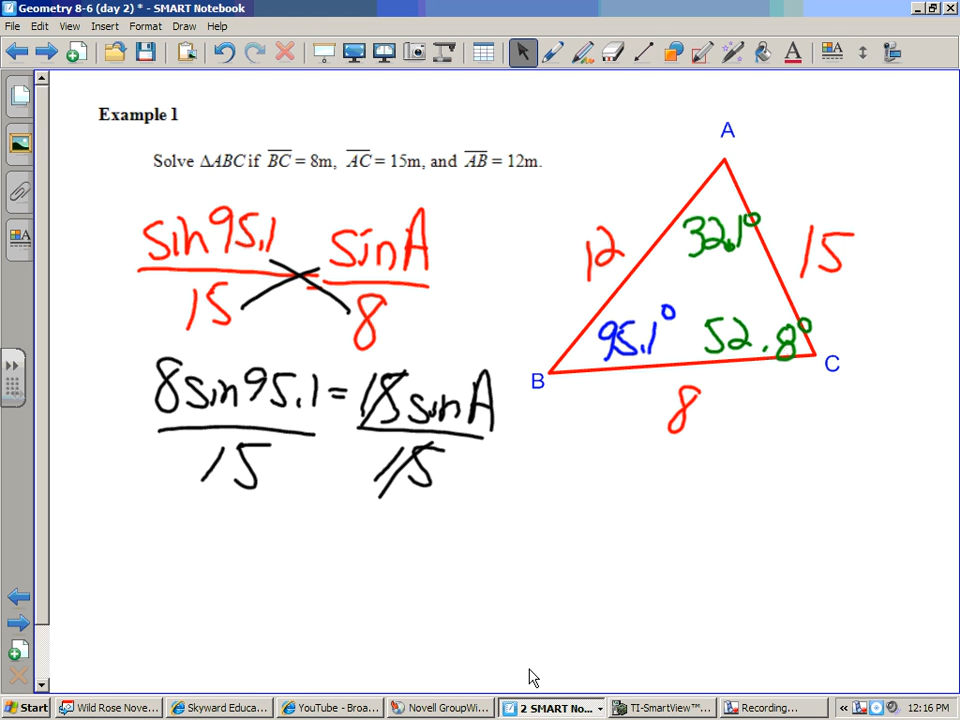 Geometry 8-6 (day 2) * - SMART Notebook
File Edit View Insert Format Draw Help
Example 1
Solve ΔABC if BC = 8m, AC = 15m, and AB = 12m.
A
sin95.1 = sinA
15 8
12
32.1°
15
95.1°
52.8°
B
C
8
8sin95.1 = 15sinA
15 15
Start
Wild Rose Nove...
Skyward Educa...
YouTube - Broa...
Novell GroupWi...
2 SMART No...
TI-SmartView™...
Recording...
«
12:16 PM